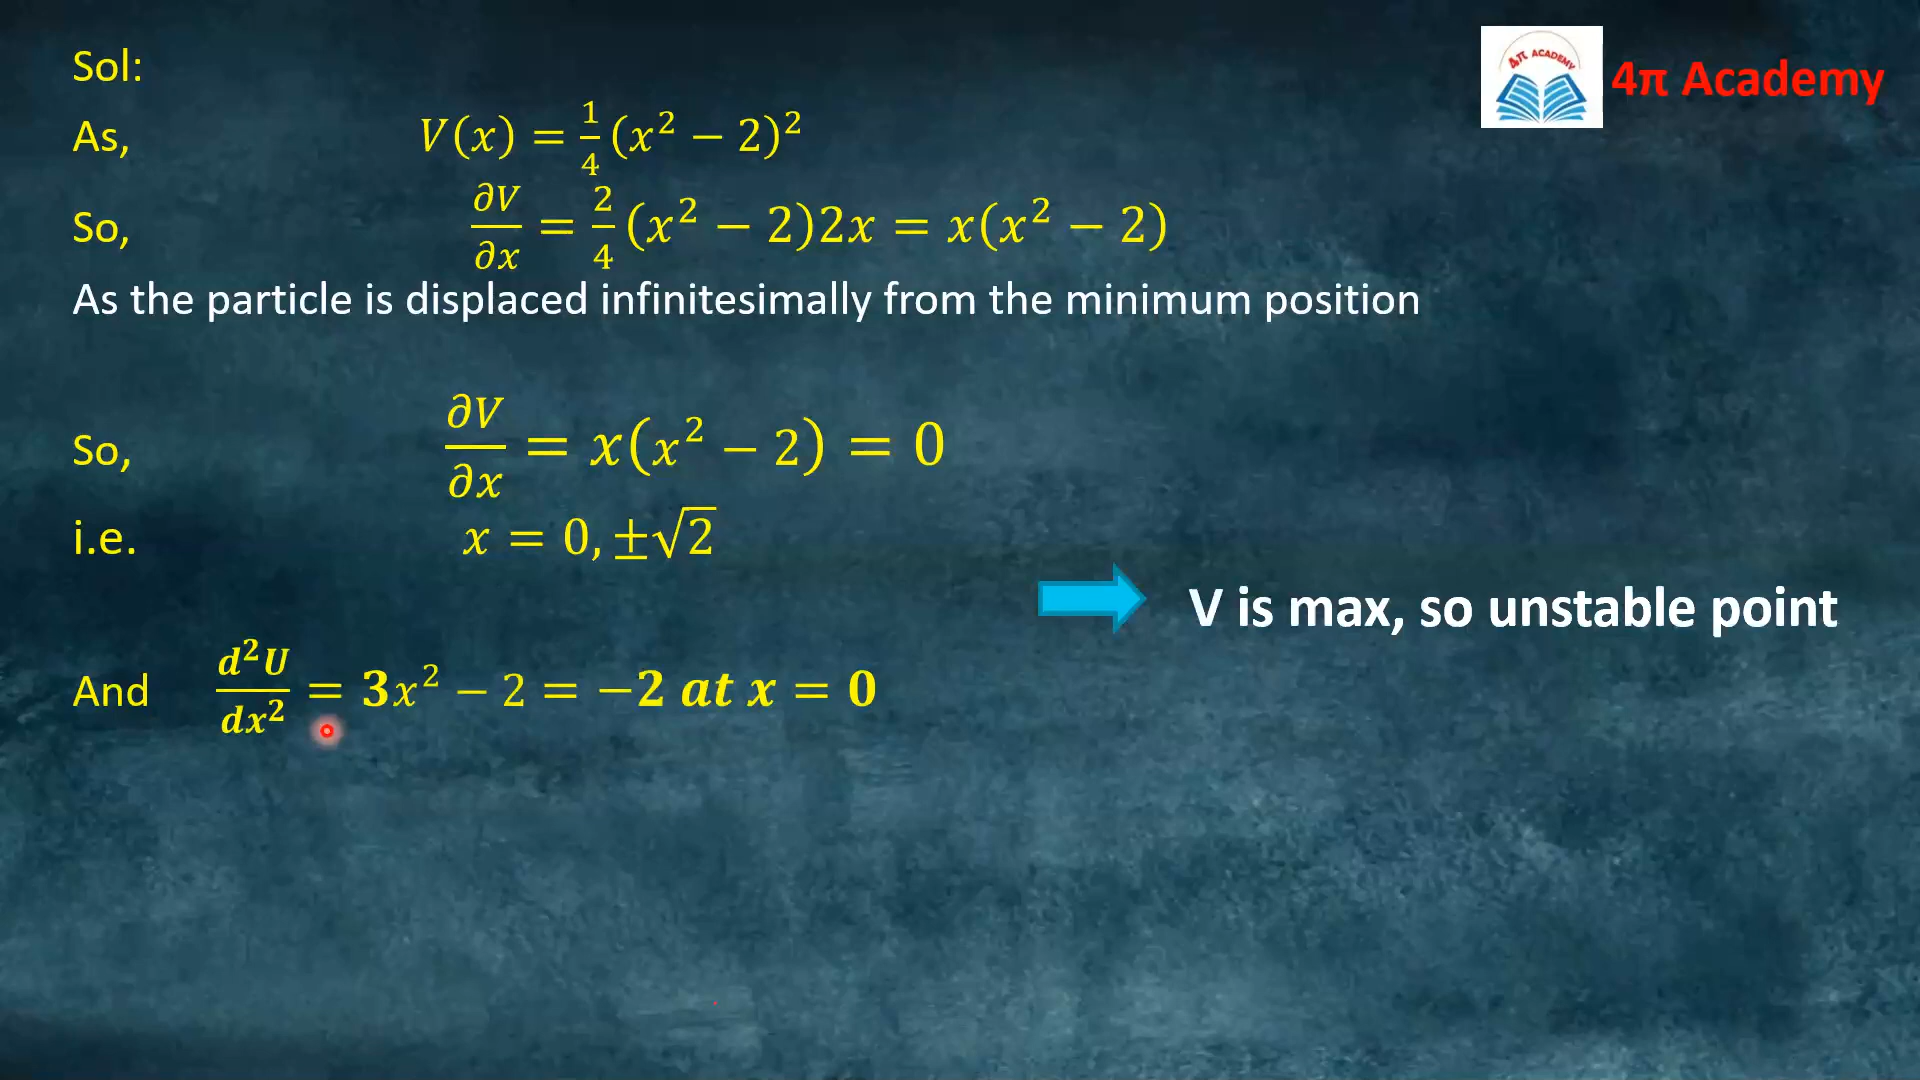 Sol:
4π ACADEMY
4π Academy
As, V(x) = 1/4 (x² − 2)²
So, ∂V/∂x = 2/4 (x² − 2)2x = x(x² − 2)
As the particle is displaced infinitesimally from the minimum position
So, ∂V/∂x = x(x² − 2) = 0
i.e. x = 0, ±√2
V is max, so unstable point
And d²U/dx² = 3x² − 2 = −2 at x = 0